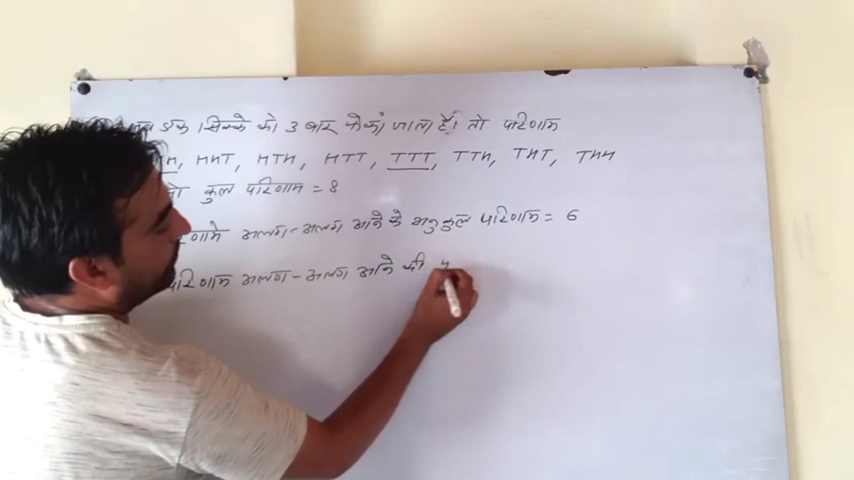 एक सिक्के को 3 बार फेंका जाता है। तो परिणाम
HHT, HTH, HTT, TTT, TTH, THT, THH
तो कुल परिणाम = 8
अलग-अलग आने के अनुकूल परिणाम = 6
परिणाम अलग-अलग आने की